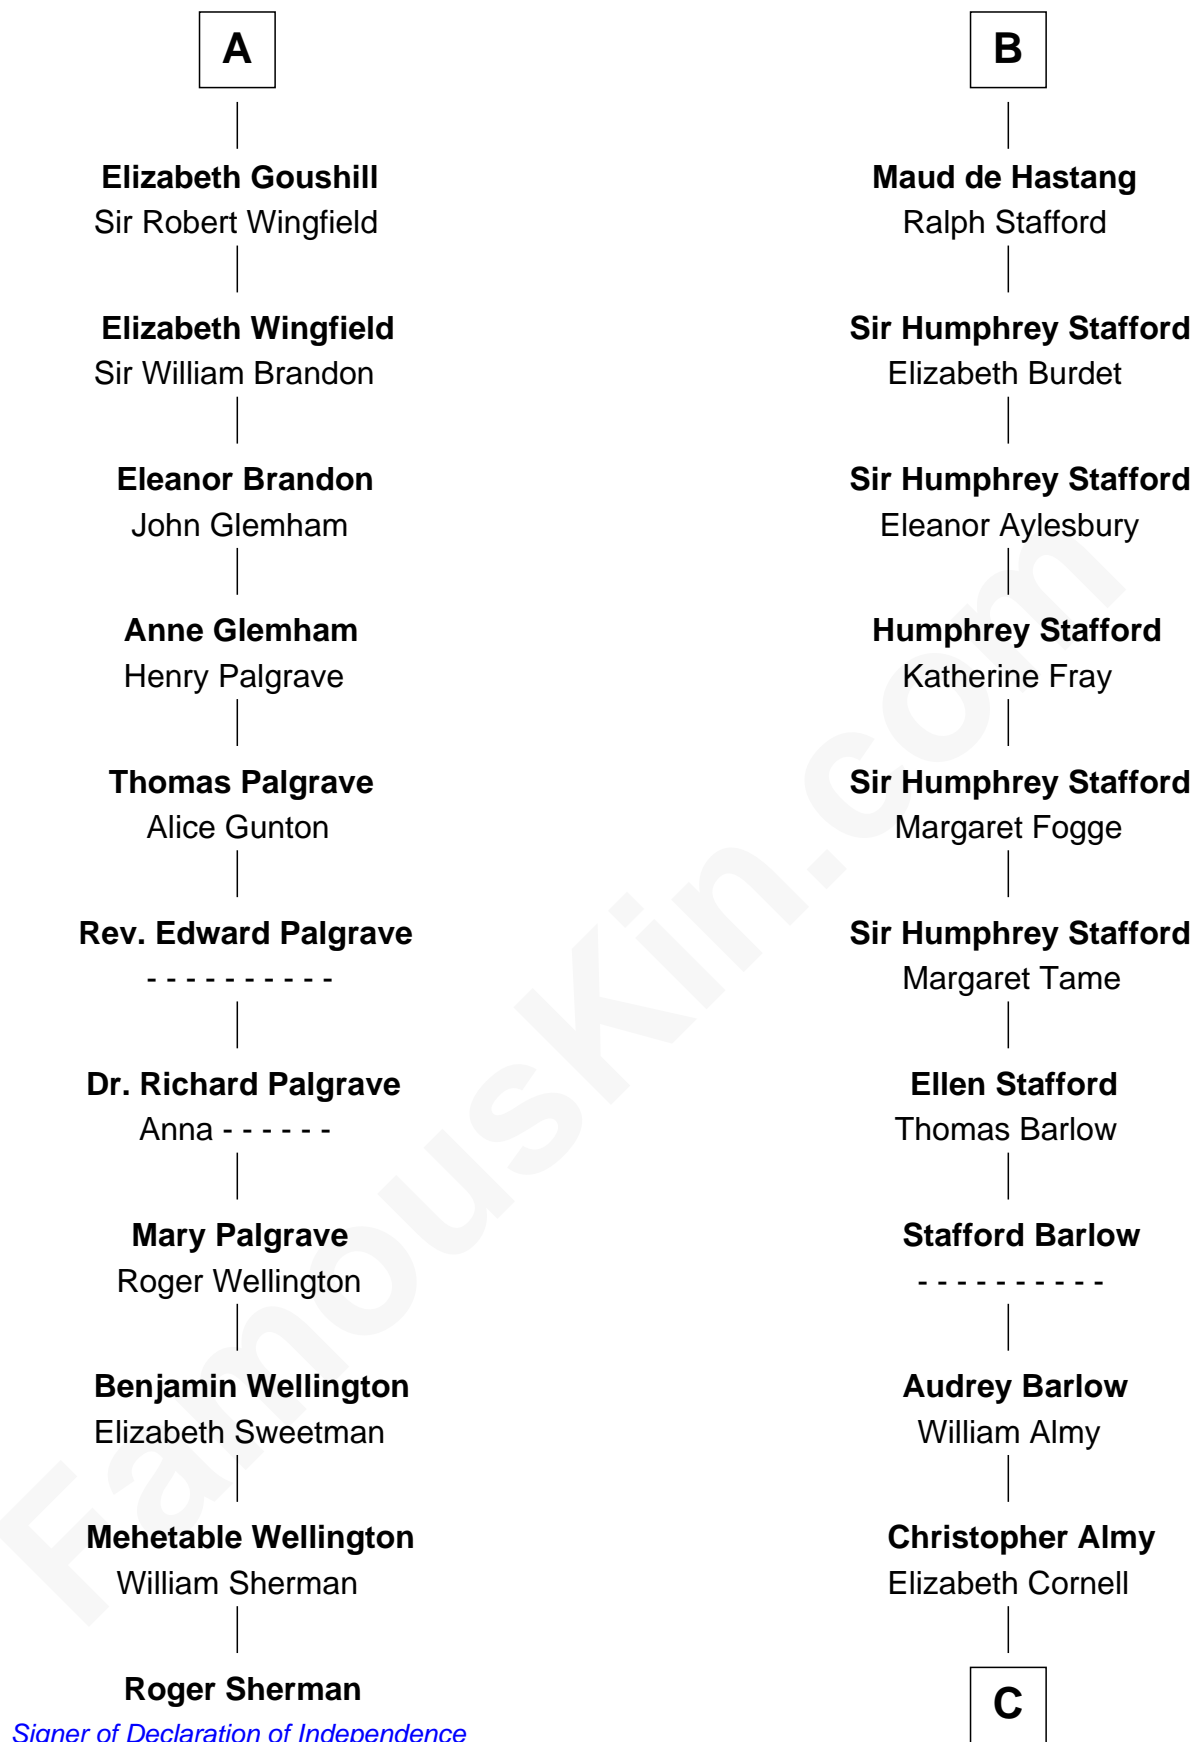 A
Elizabeth Goushill
Sir Robert Wingfield
Elizabeth Wingfield
Sir William Brandon
Eleanor Brandon
John Glemham
Anne Glemham
Henry Palgrave
Thomas Palgrave
Alice Gunton
Rev. Edward Palgrave
- - - - - - - - - -
Dr. Richard Palgrave
Anna - - - - - -
Mary Palgrave
Roger Wellington
Benjamin Wellington
Elizabeth Sweetman
Mehetable Wellington
William Sherman
Roger Sherman
Signer of Declaration of Independence
B
Maud de Hastang
Ralph Stafford
Sir Humphrey Stafford
Elizabeth Burdet
Sir Humphrey Stafford
Eleanor Aylesbury
Humphrey Stafford
Katherine Fray
Sir Humphrey Stafford
Margaret Fogge
Sir Humphrey Stafford
Margaret Tame
Ellen Stafford
Thomas Barlow
Stafford Barlow
- - - - - - - - - -
Audrey Barlow
William Almy
Christopher Almy
Elizabeth Cornell
C
FamousKin.com